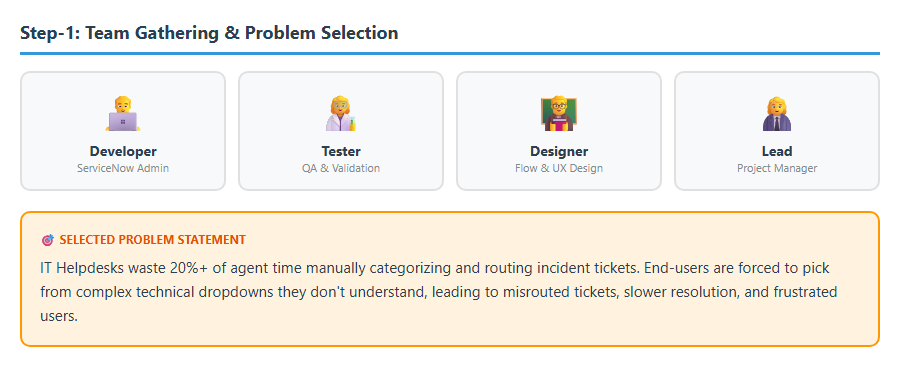 Step-1: Team Gathering & Problem Selection
Developer
ServiceNow Admin
Tester
QA & Validation
Designer
Flow & UX Design
Lead
Project Manager
SELECTED PROBLEM STATEMENT
IT Helpdesks waste 20%+ of agent time manually categorizing and routing incident tickets. End-users are forced to pick
from complex technical dropdowns they don't understand, leading to misrouted tickets, slower resolution, and frustrated
users.